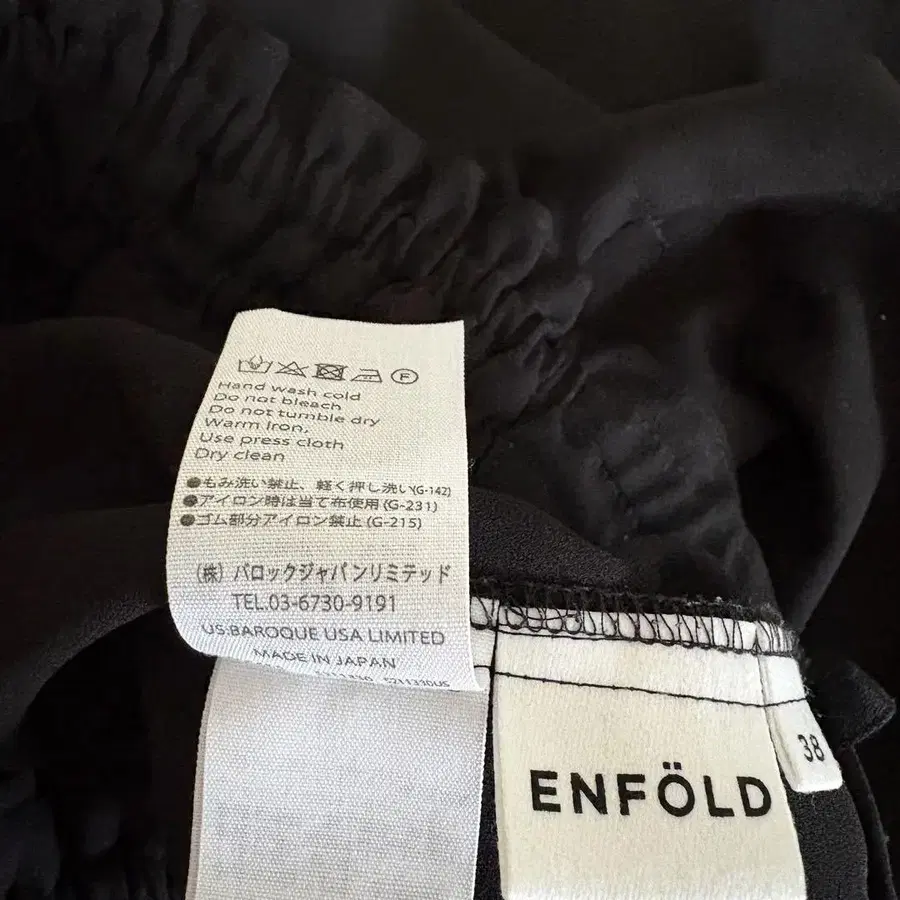 F
Hand wash cold
Do not bleach
Do not tumble dry
Warm Iron,
Use press cloth
Dry clean
●もみ洗い禁止、軽く押し洗い(G-142)
●アイロン時は当て布使用(G-231)
●ゴム部分アイロン禁止(G-215)
(株) バロックジャパンリミテッド
TEL.03-6730-9191
US:BAROQUE USA LIMITED
MADE IN JAPAN
ENFÖLD
38